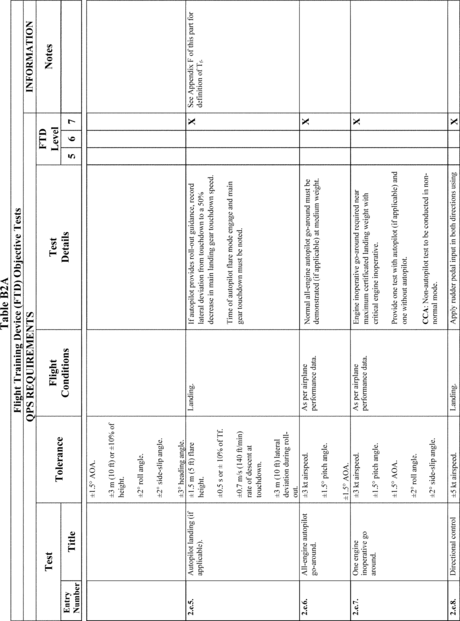 Table B2A
Flight Training Device (FTD) Objective Tests
QPS REQUIREMENTS
INFORMATION
Test
Tolerance
Flight
Conditions
Test
Details
FTD
Level
Notes
Entry
Number
Title
5 6 7
±1.5° AOA.
±3 m (10 ft) or ±10% of
height.
±2° roll angle.
±2° side-slip angle.
±3° heading angle.
2.e.5.
Autopilot landing (if
applicable).
±1.5 m (5 ft) flare
height.
±0.5 s or ± 10% of Tf.
±0.7 m/s (140 ft/min)
rate of descent at
touchdown.
±3 m (10 ft) lateral
deviation during roll-
out.
Landing.
If autopilot provides roll-out guidance, record
lateral deviation from touchdown to a 50%
decrease in main landing gear touchdown speed.
Time of autopilot flare mode engage and main
gear touchdown must be noted.
X
See Appendix F of this part for
definition of Tf.
2.e.6.
All-engine autopilot
go-around.
±3 kt airspeed.
±1.5° pitch angle.
±1.5° AOA.
As per airplane
performance data.
Normal all-engine autopilot go-around must be
demonstrated (if applicable) at medium weight.
X
2.e.7.
One engine
inoperative go
around.
±3 kt airspeed.
±1.5° pitch angle.
±1.5° AOA.
±2° roll angle.
±2° side-slip angle.
As per airplane
performance data.
Engine inoperative go-around required near
maximum certificated landing weight with
critical engine inoperative.
Provide one test with autopilot (if applicable) and
one without autopilot.
CCA: Non-autopilot test to be conducted in non-
normal mode.
X
2.e.8.
Directional control
±5 kt airspeed.
Landing.
Apply rudder pedal input in both directions using
X